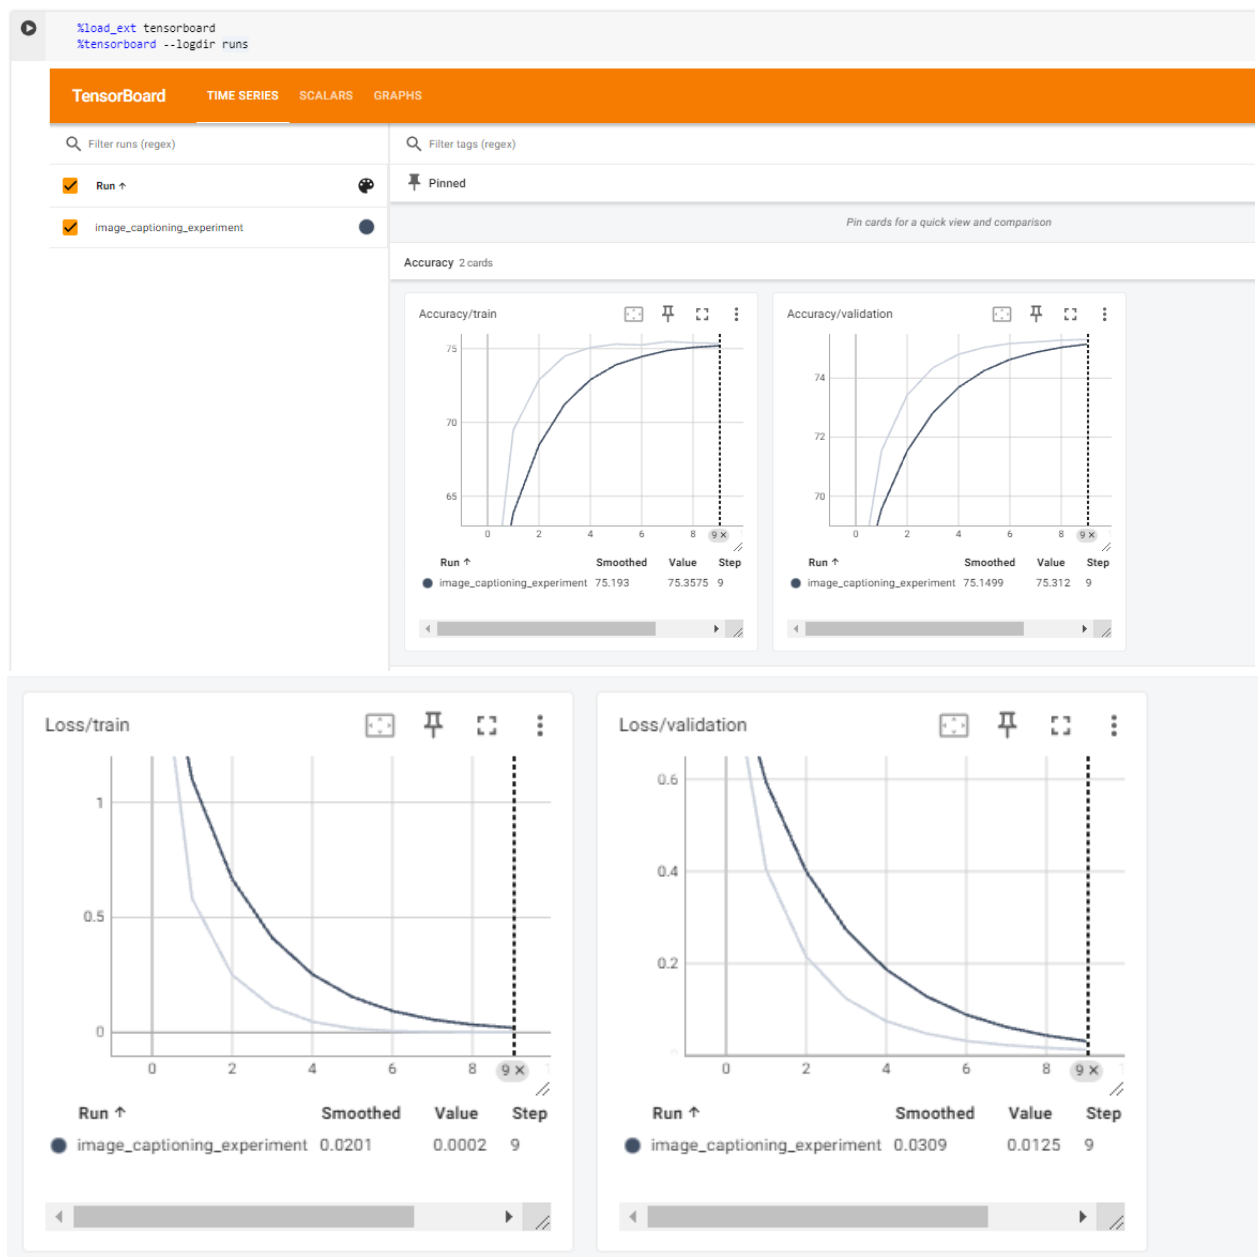 %load_ext tensorboard
%tensorboard --logdir runs
TensorBoard TIME SERIES SCALARS GRAPHS
Filter runs (regex)
Filter tags (regex)
Run ↑
Pinned
image_captioning_experiment
Pin cards for a quick view and comparison
Accuracy 2 cards
Accuracy/train
75
70
65
0 2 4 6 8 9 ×
Run ↑ Smoothed Value Step
image_captioning_experiment 75.193 75.3575 9
Accuracy/validation
74
72
70
0 2 4 6 8 9 × 1
Run ↑ Smoothed Value Step
image_captioning_experiment 75.1499 75.312 9
Loss/train
1
0.5
0
0 2 4 6 8 9 × 1
Run ↑ Smoothed Value Step
image_captioning_experiment 0.0201 0.0002 9
Loss/validation
0.6
0.4
0.2
0
0 2 4 6 8 9 × 1
Run ↑ Smoothed Value Step
image_captioning_experiment 0.0309 0.0125 9